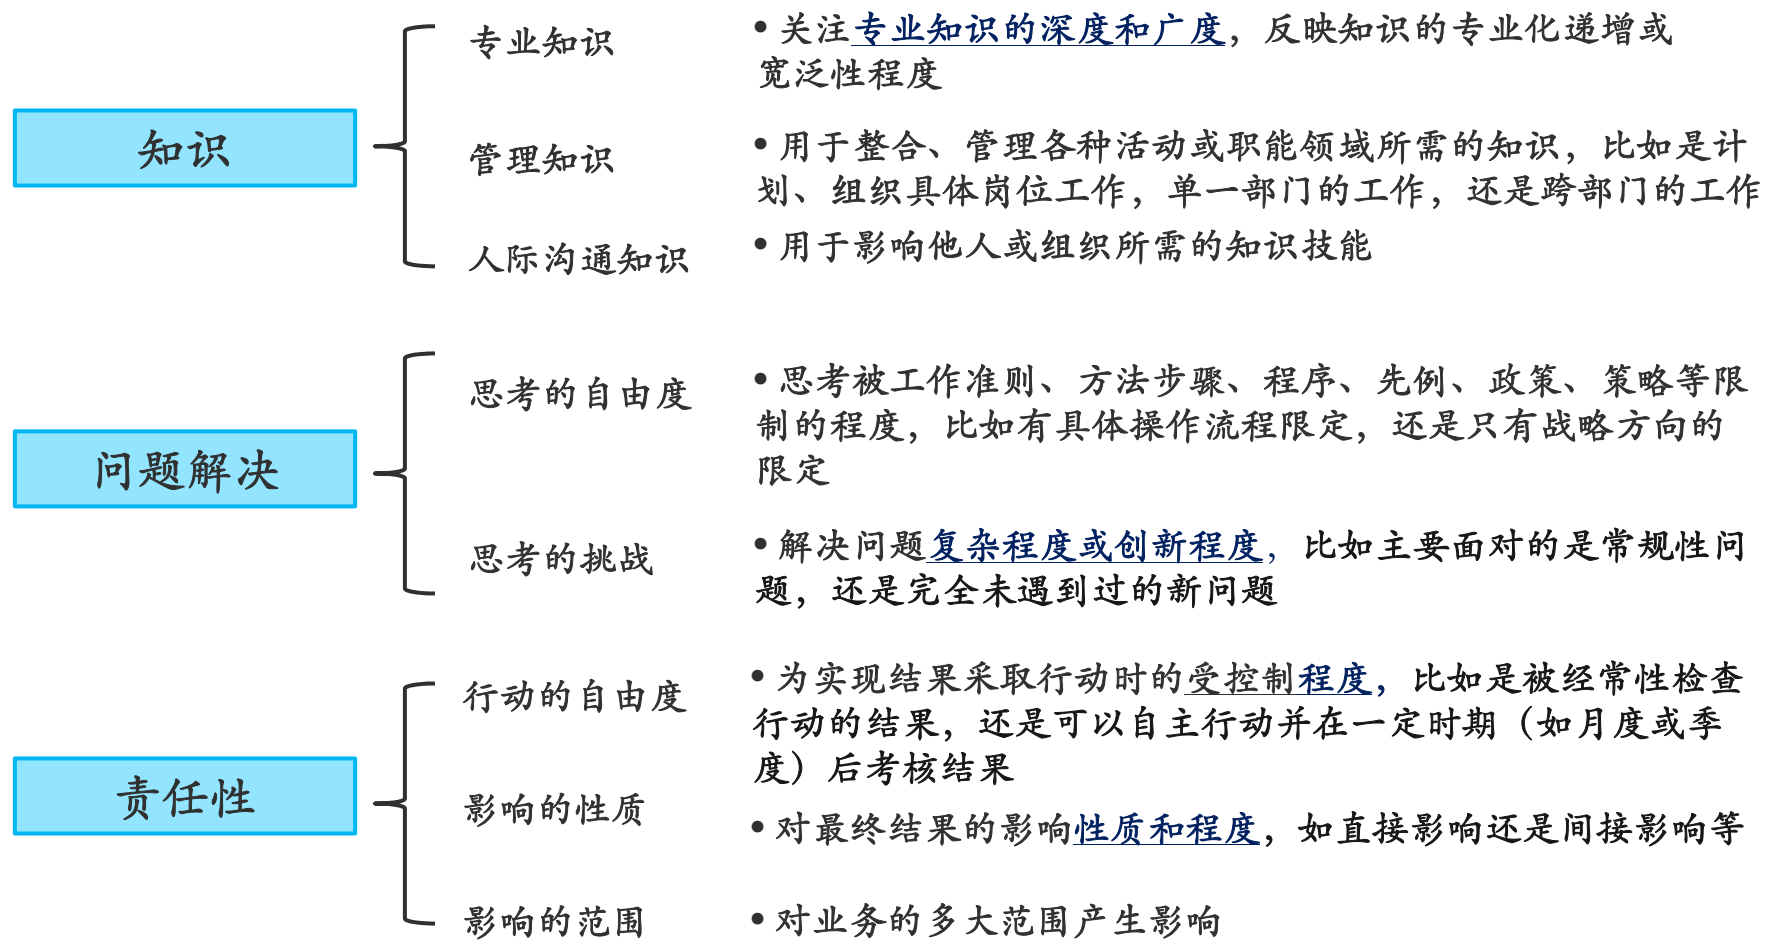 知识
专业知识
• 关注专业知识的深度和广度，反映知识的专业化递增或
宽泛性程度
管理知识
• 用于整合、管理各种活动或职能领域所需的知识，比如是计
划、组织具体岗位工作，单一部门的工作，还是跨部门的工作
人际沟通知识
• 用于影响他人或组织所需的知识技能
问题解决
思考的自由度
• 思考被工作准则、方法步骤、程序、先例、政策、策略等限
制的程度，比如有具体操作流程限定，还是只有战略方向的
限定
思考的挑战
• 解决问题复杂程度或创新程度，比如主要面对的是常规性问
题，还是完全未遇到过的新问题
责任性
行动的自由度
• 为实现结果采取行动时的受控制程度，比如是被经常性检查
行动的结果，还是可以自主行动并在一定时期（如月度或季
度）后考核结果
影响的性质
• 对最终结果的影响性质和程度，如直接影响还是间接影响等
影响的范围
• 对业务的多大范围产生影响